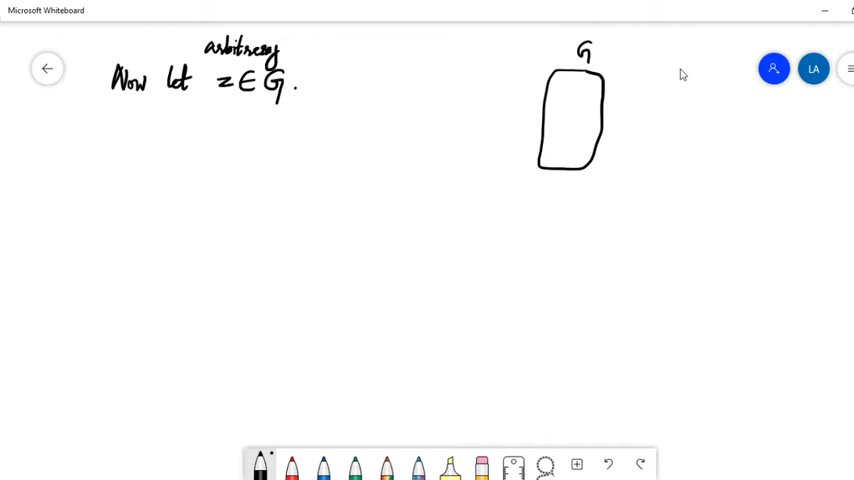 Microsoft Whiteboard
arbitrary
Now let z ∈ G.
G
LA